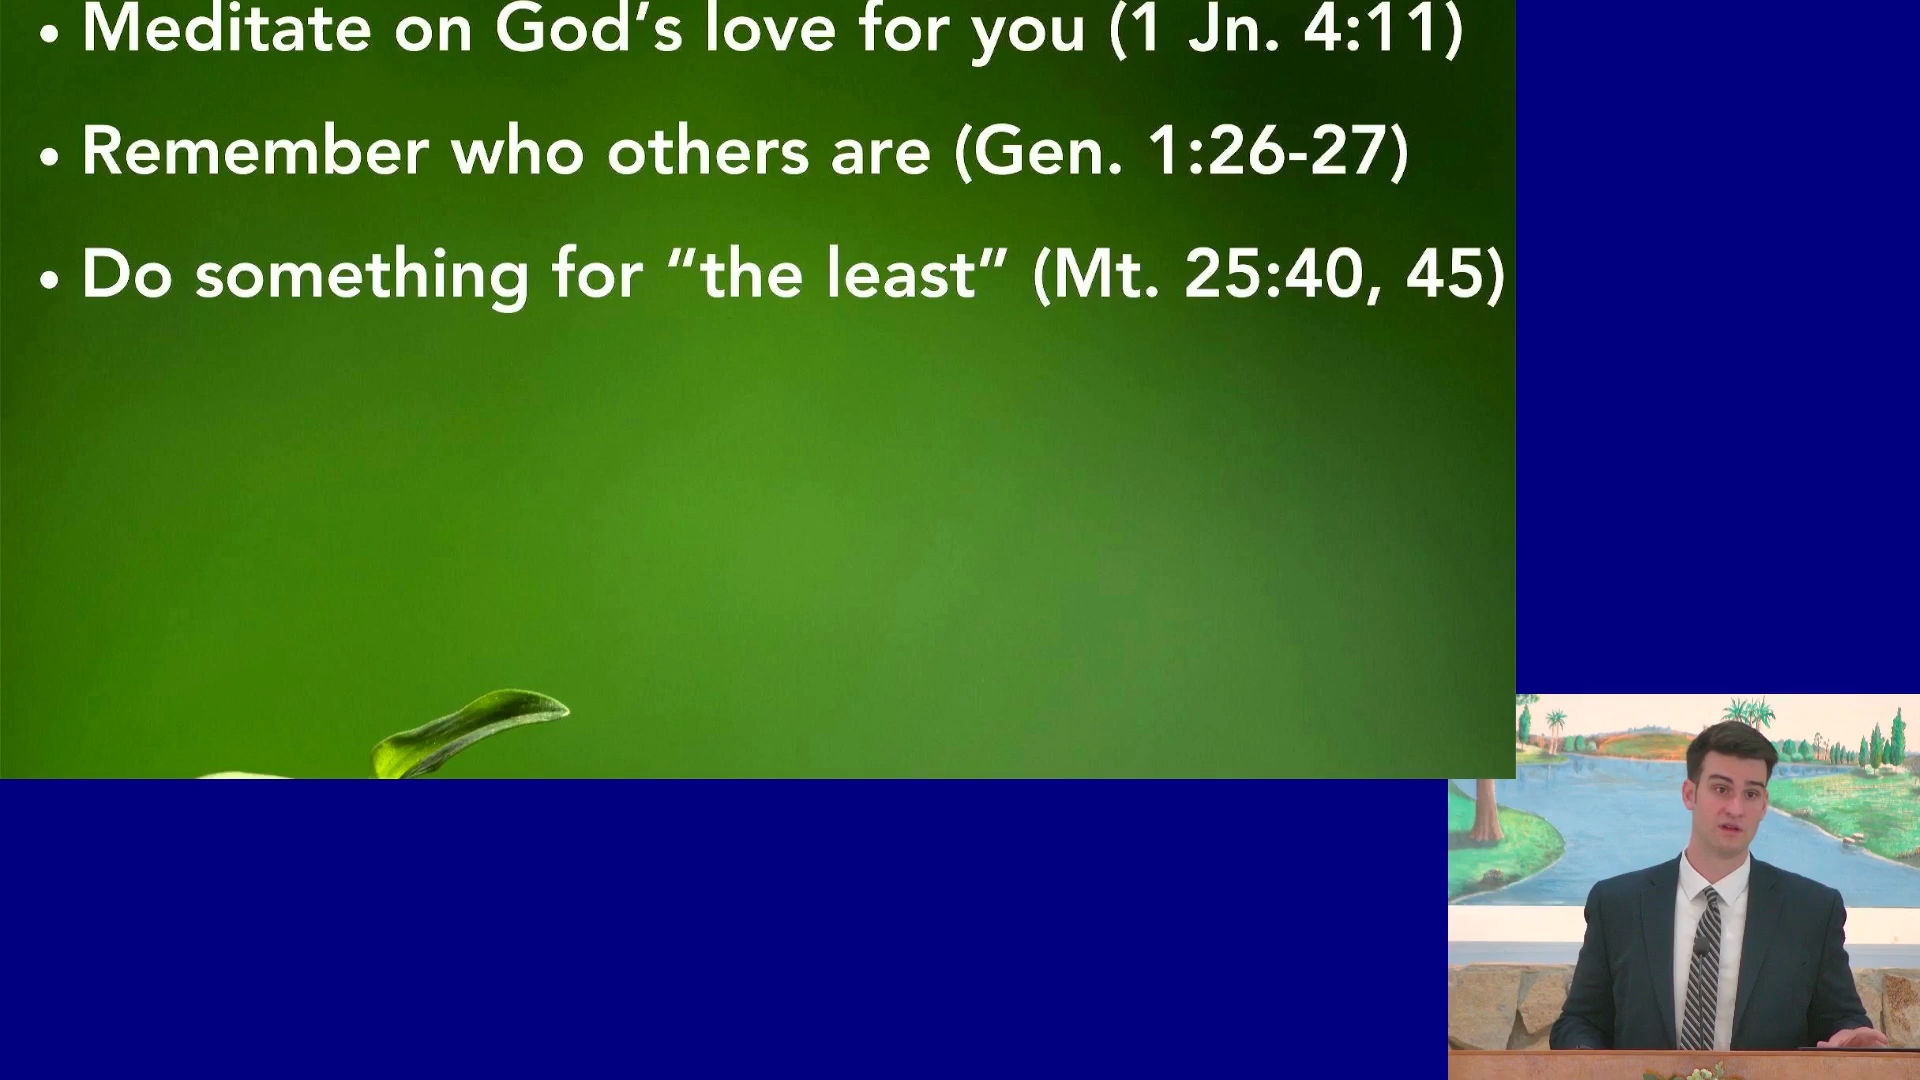 • Meditate on God’s love for you (1 Jn. 4:11)
• Remember who others are (Gen. 1:26-27)
• Do something for “the least” (Mt. 25:40, 45)